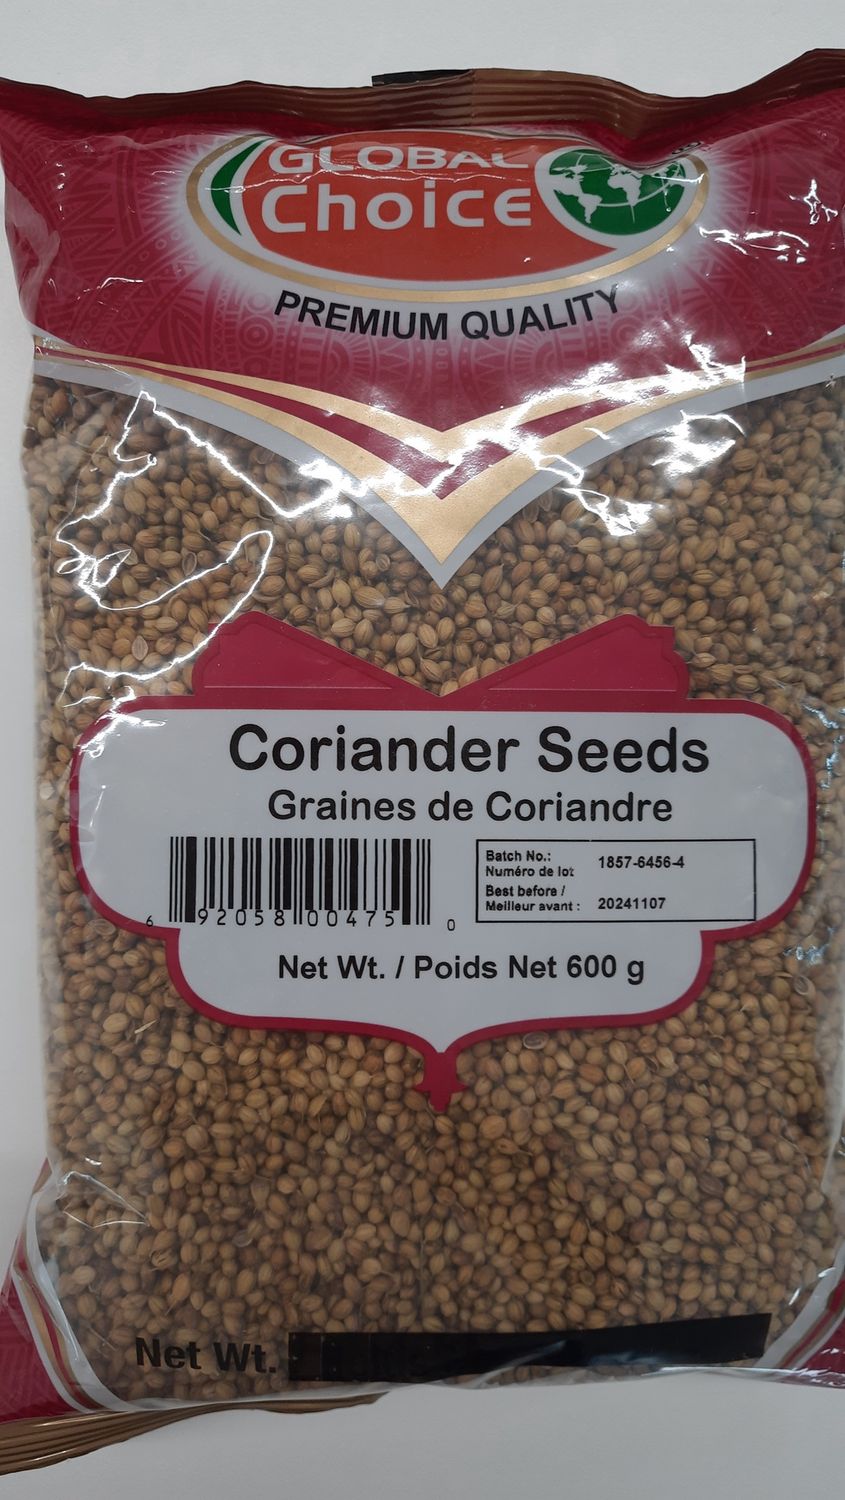 GLOBAL
Choice
PREMIUM QUALITY
Coriander Seeds
Graines de Coriandre
Batch No.: 1857-6456-4
Numéro de lot
Best before /
Meilleur avant : 20241107
6 92058 00475 0
Net Wt. / Poids Net 600 g
Net Wt.